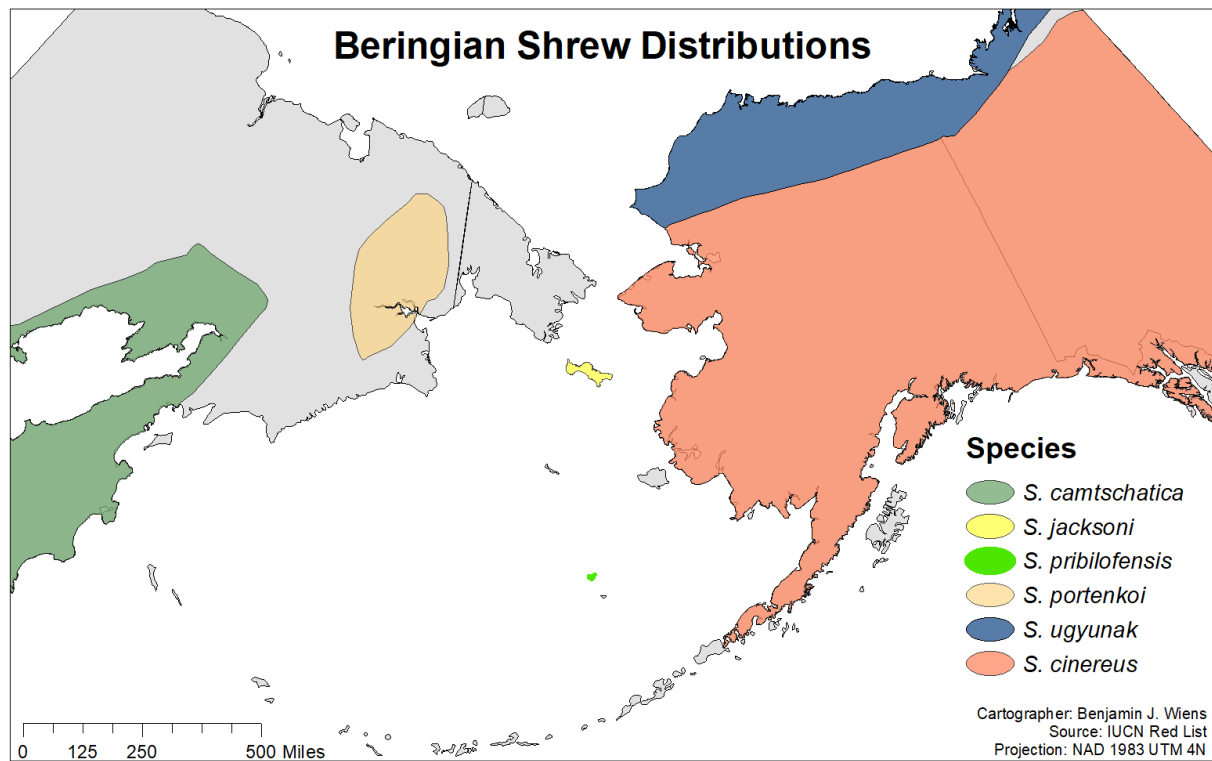 Beringian Shrew Distributions
Species
S. camtschatica
S. jacksoni
S. pribilofensis
S. portenkoi
S. ugyunak
S. cinereus
0 125 250 500 Miles
Cartographer: Benjamin J. Wiens
Source: IUCN Red List
Projection: NAD 1983 UTM 4N